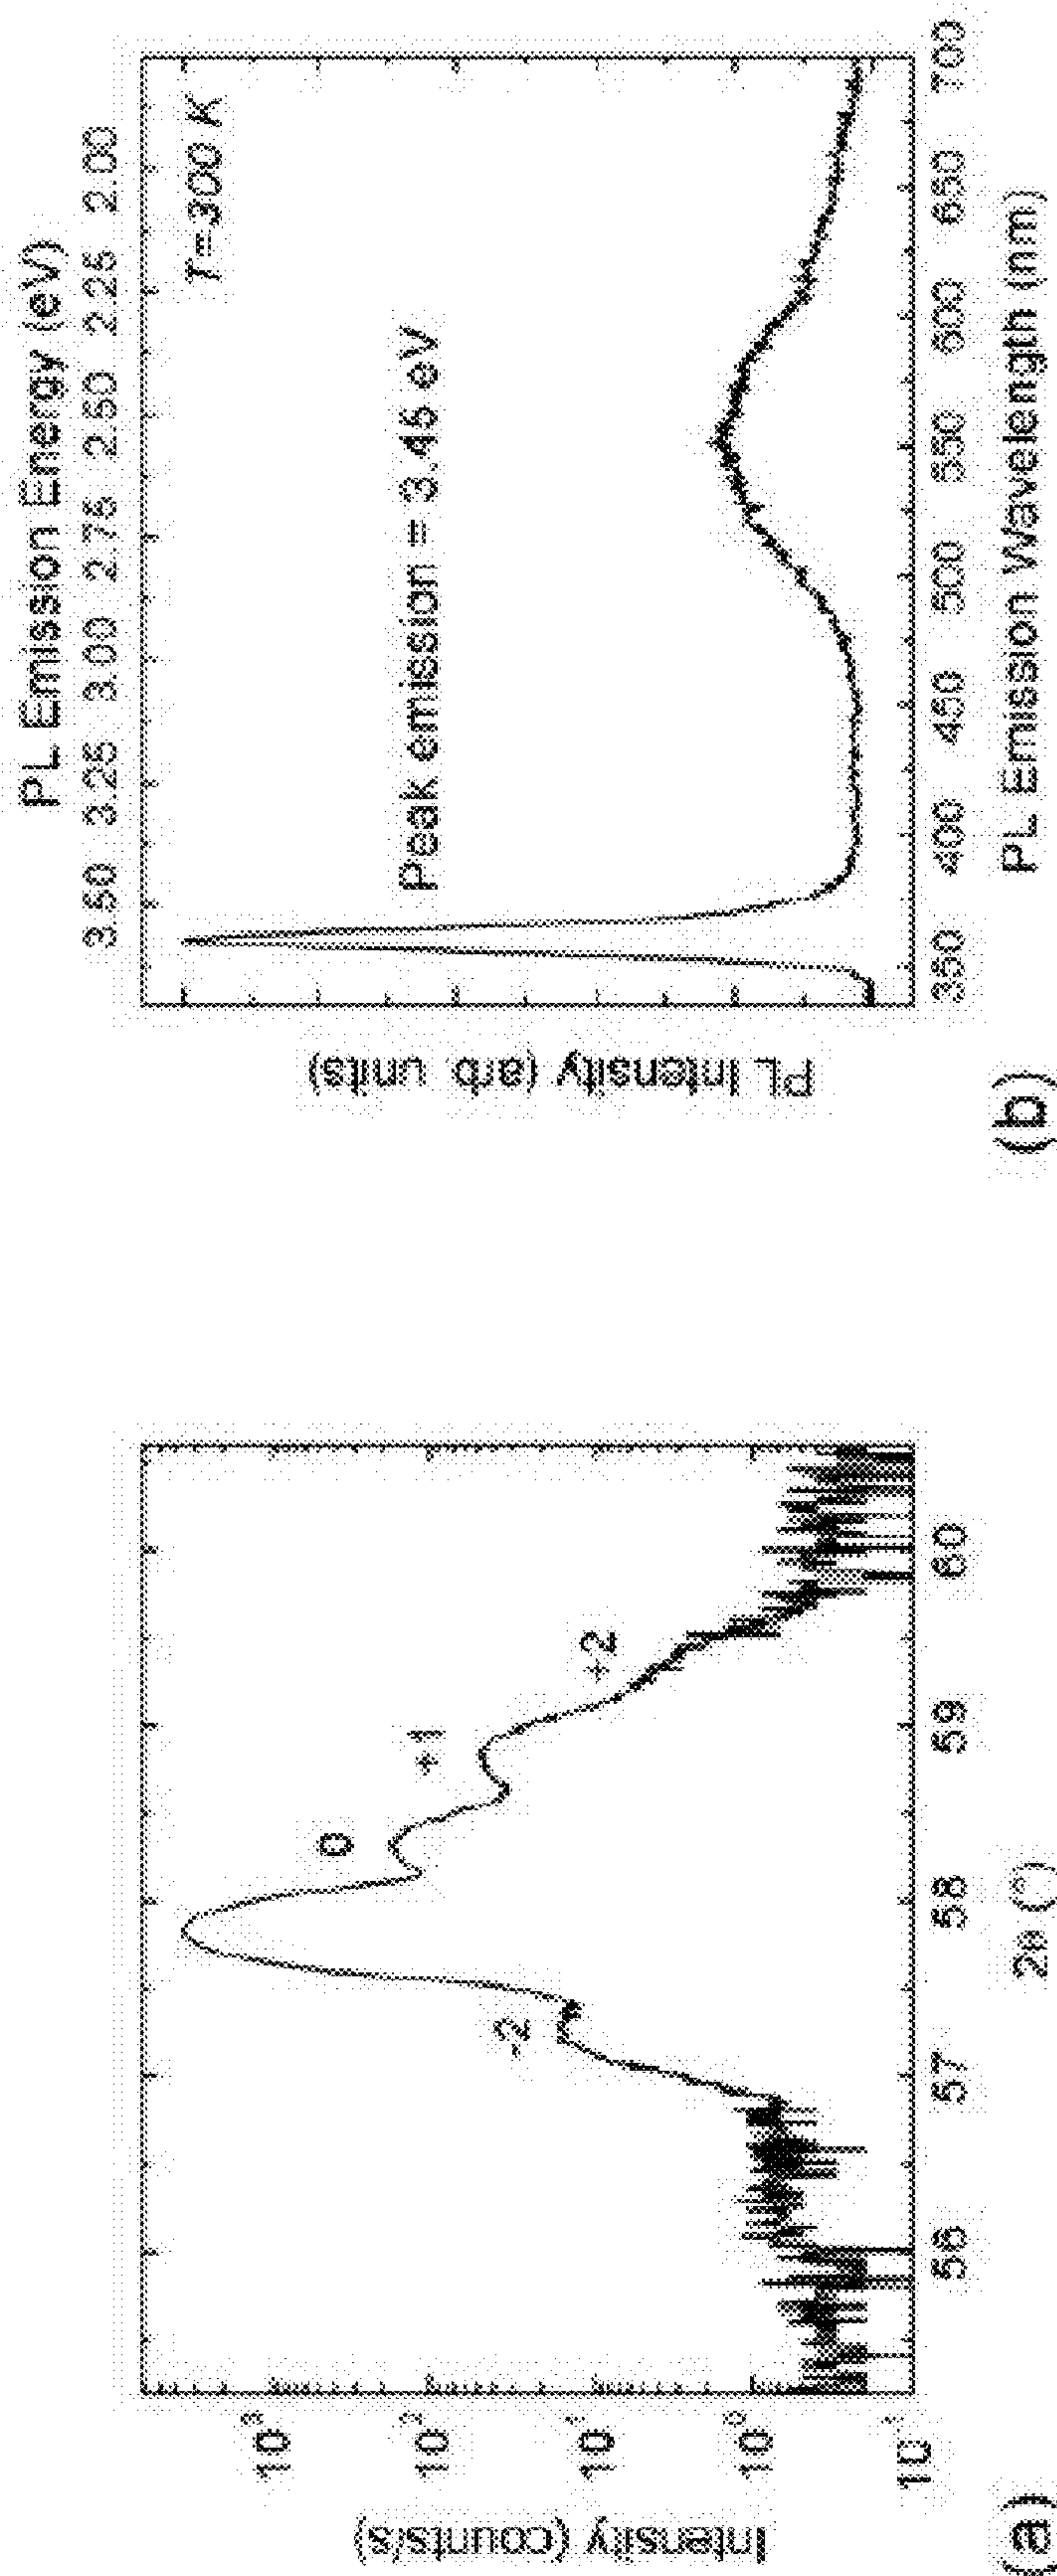 (a)
Intensity (counts/s)
10³
10²
10¹
10⁰
10⁻¹
-2
0
+1
+2
56 57 58 59 60
2θ (°)
(b)
PL Emission Energy (eV)
3.50 3.25 3.00 2.75 2.50 2.25 2.00
T=300 K
Peak emission = 3.45 eV
PL Intensity (arb. units)
350 400 450 500 550 600 650 700
PL Emission Wavelength (nm)